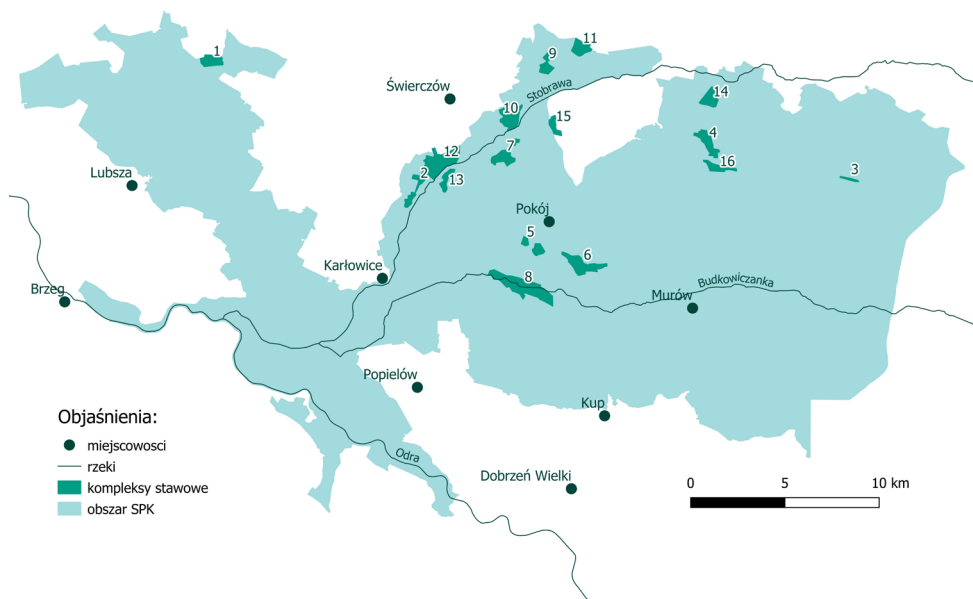 11
1
9
Stobrawa
Świerczów
14
10
15
4
12
7
16
Lubsza
2
13
3
Pokój
5
6
Karłowice
8
Budkowiczanka
Brzeg
Murów
Popielów
Kup
Objaśnienia:
miejscowosci
rzeki
kompleksy stawowe
obszar SPK
Odra
Dobrzeń Wielki
0 5 10 km